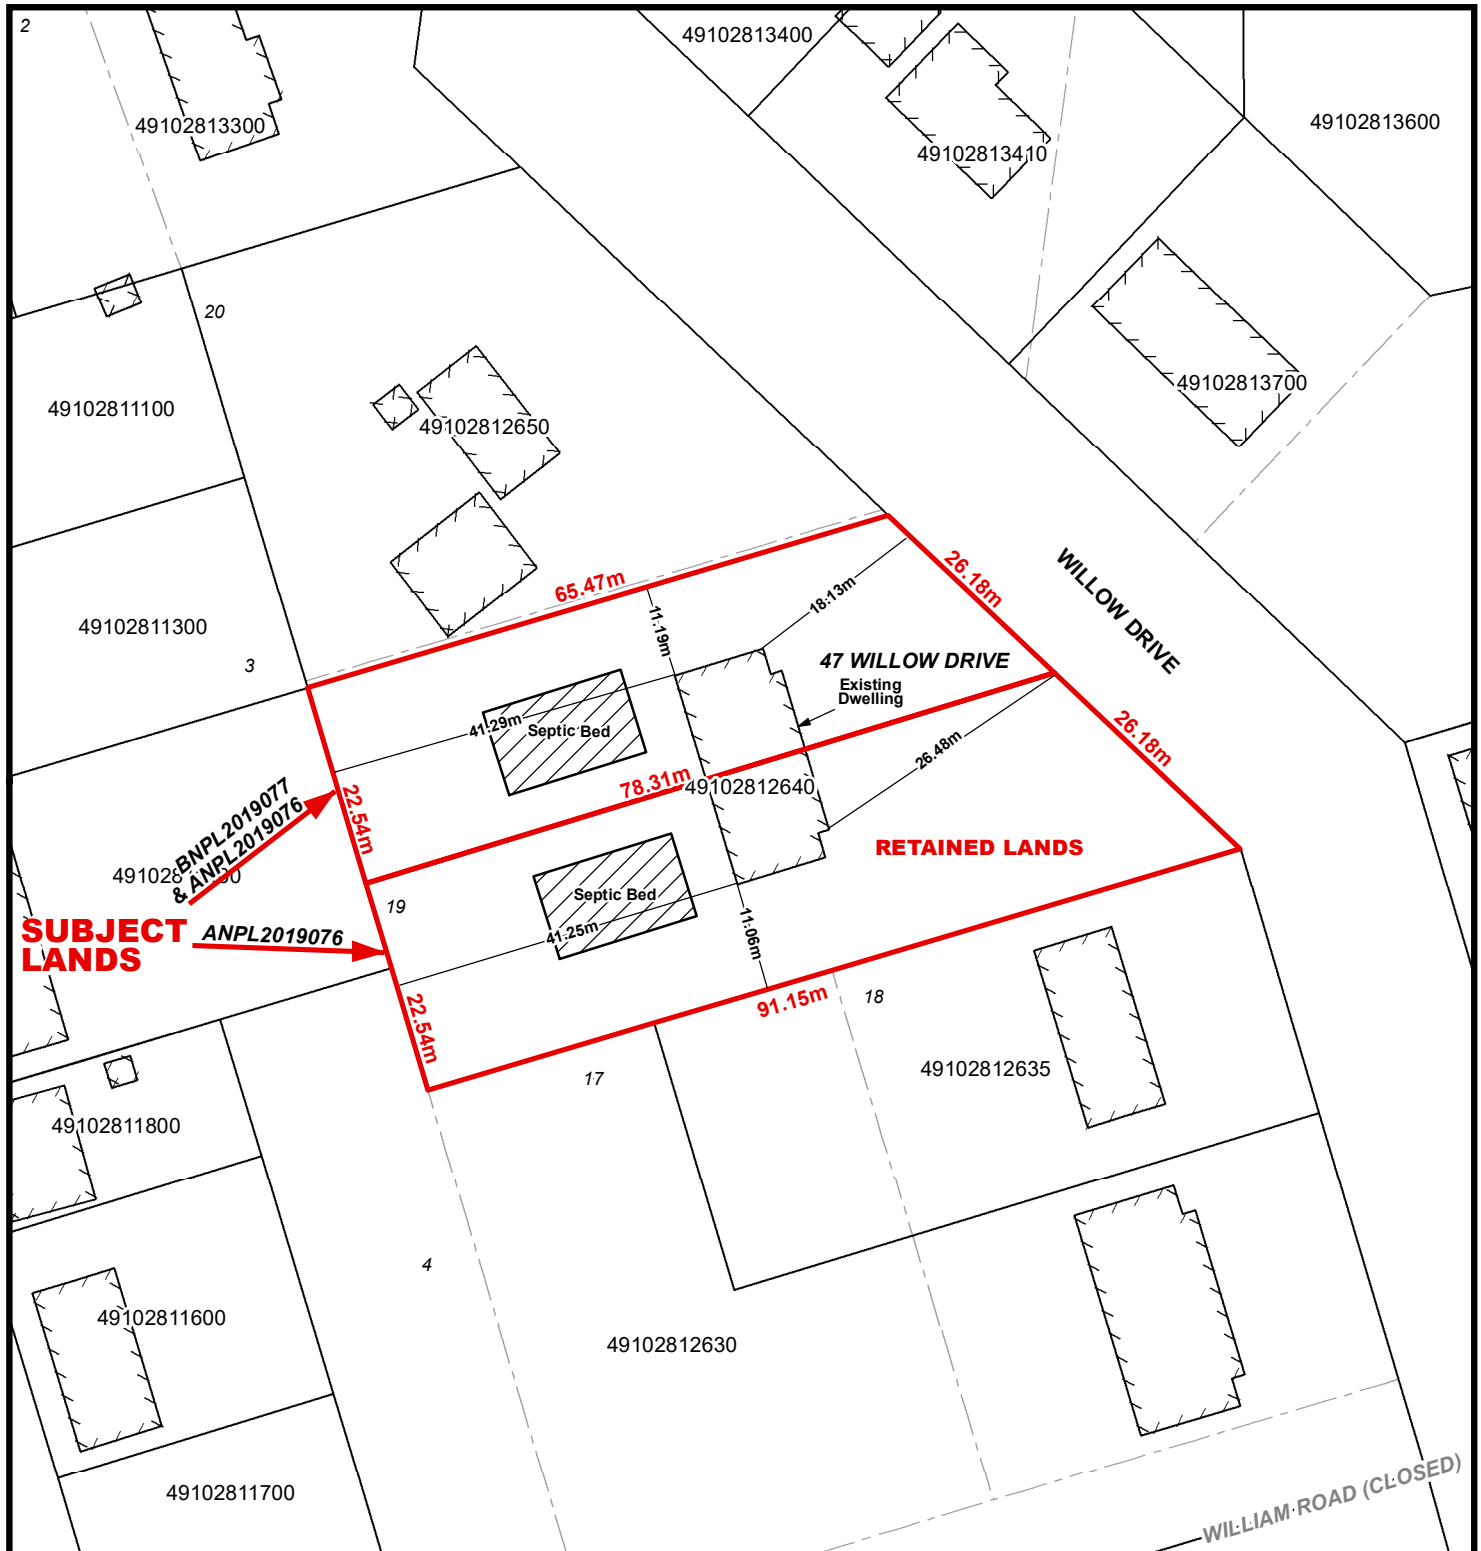 2
49102813400
49102813300
49102813410
49102813600
20
49102811100
49102812650
49102813700
49102811300
3
65.47m
26.18m
WILLOW DRIVE
18.13m
11.19m
47 WILLOW DRIVE
Existing
Dwelling
41.29m
Septic Bed
26.48m
26.18m
78.31m
49102812640
22.54m
BNPL2019077
& ANPL2019076
RETAINED LANDS
Septic Bed
19
SUBJECT
LANDS
ANPL2019076
41.25m
11.06m
22.54m
91.15m
18
17
49102812635
49102811800
4
49102811600
49102812630
49102811700
WILLIAM ROAD (CLOSED)